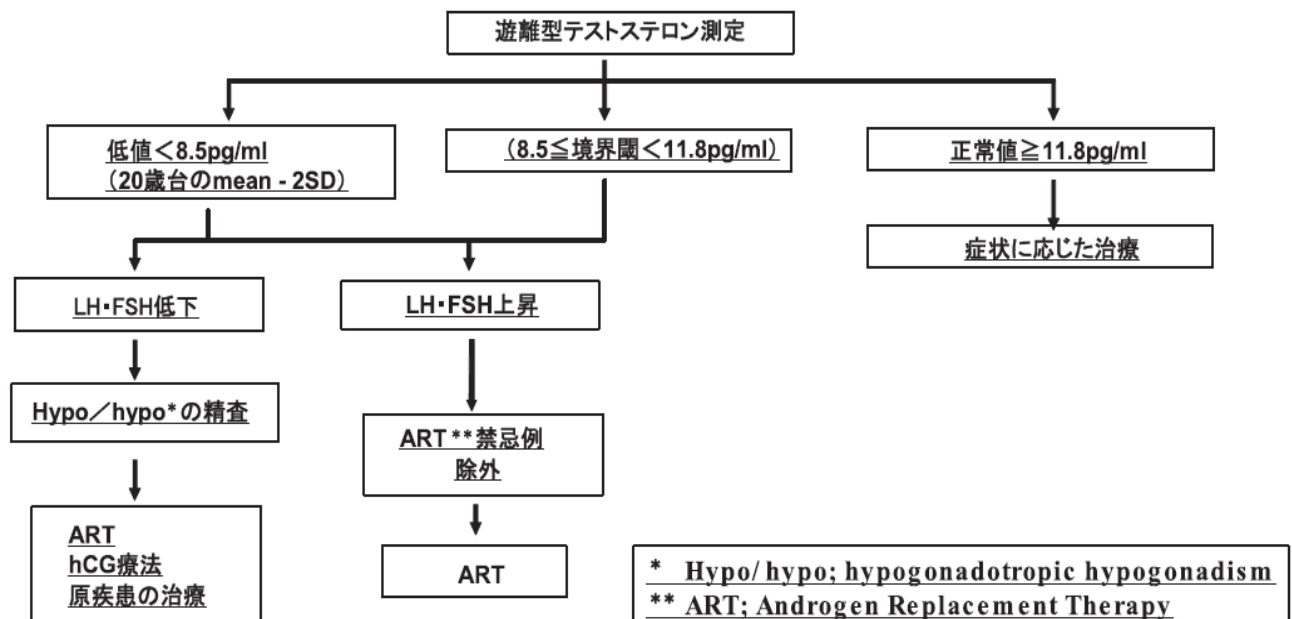 遊離型テストステロン測定
低値＜8.5pg/ml
（20歳台のmean - 2SD）
（8.5≦境界閾＜11.8pg/ml）
正常値≧11.8pg/ml
症状に応じた治療
LH・FSH低下
LH・FSH上昇
Hypo／hypo*の精査
ART**禁忌例
除外
ART
hCG療法
原疾患の治療
ART
* Hypo/hypo; hypogonadotropic hypogonadism
** ART; Androgen Replacement Therapy